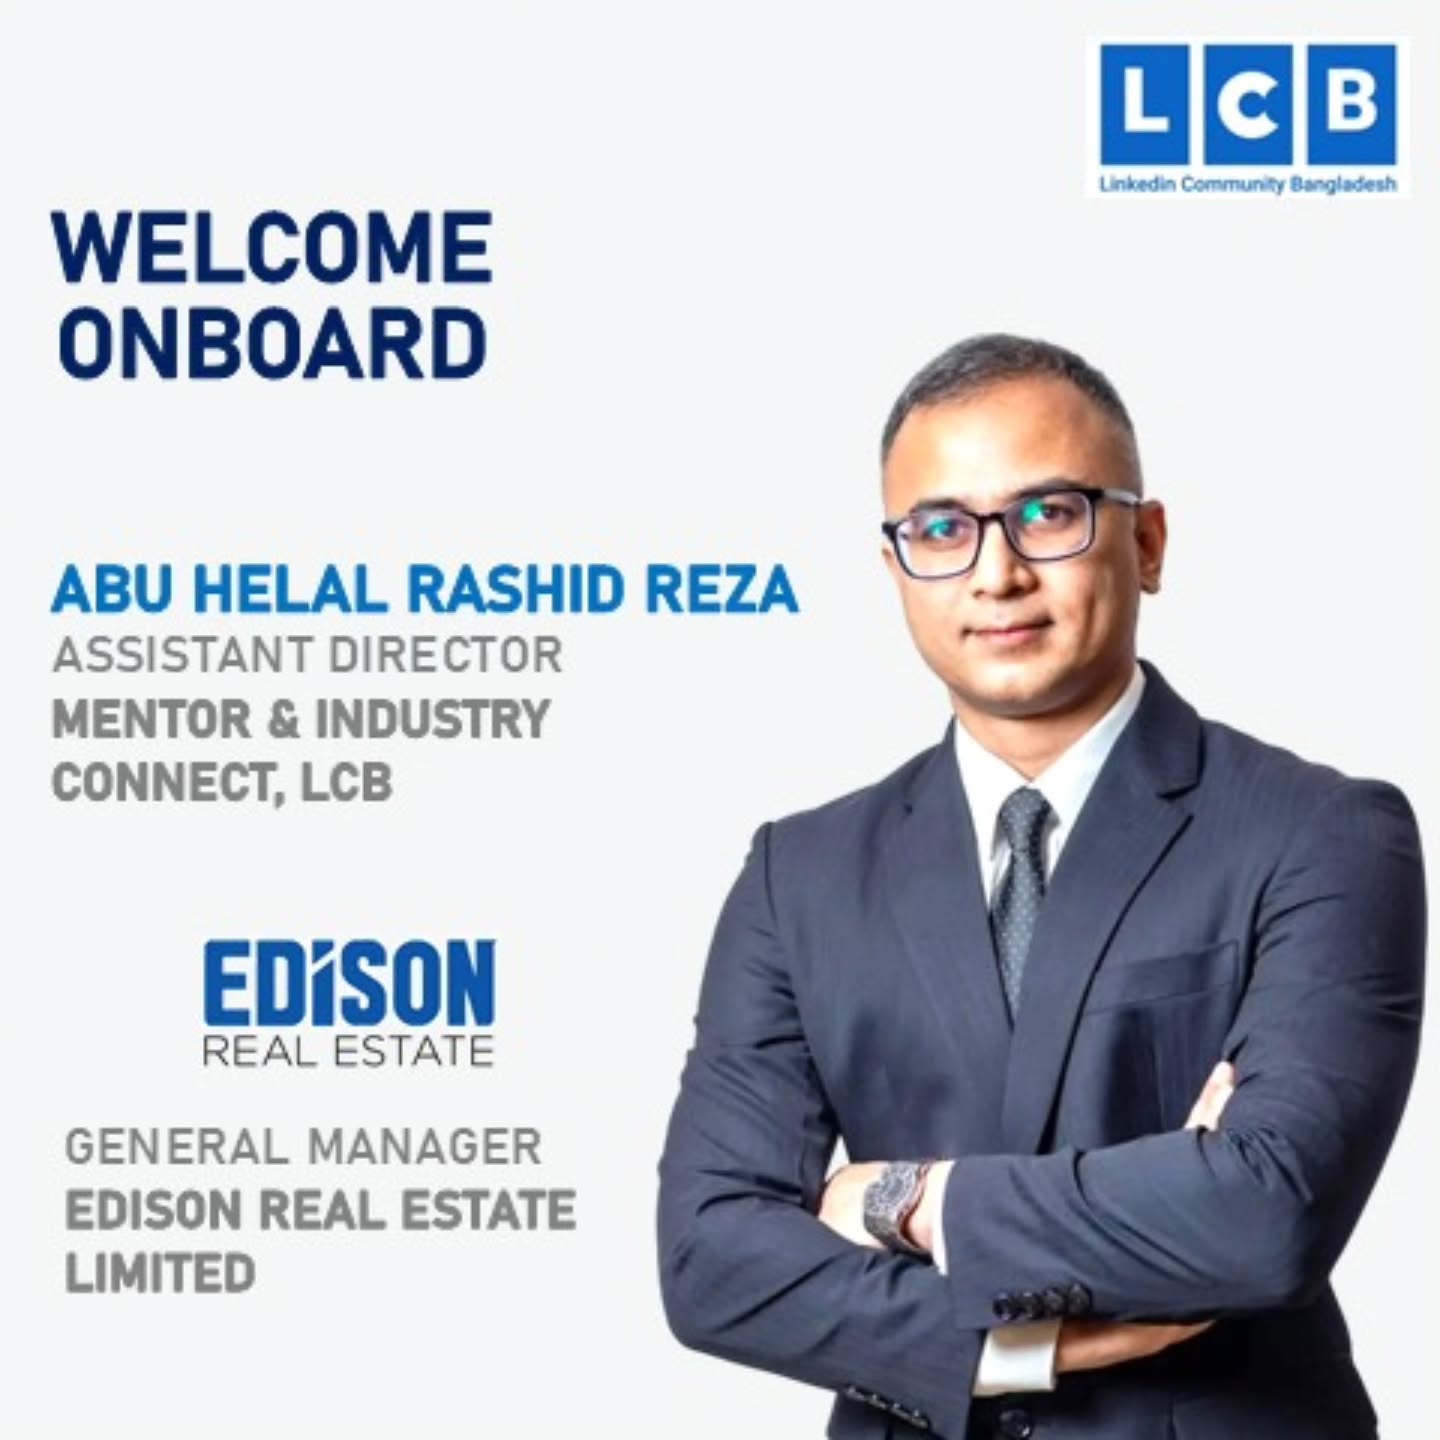 LCB
Linkedin Community Bangladesh
WELCOME
ONBOARD
ABU HELAL RASHID REZA
ASSISTANT DIRECTOR
MENTOR & INDUSTRY
CONNECT, LCB
EDiSON
REAL ESTATE
GENERAL MANAGER
EDISON REAL ESTATE
LIMITED